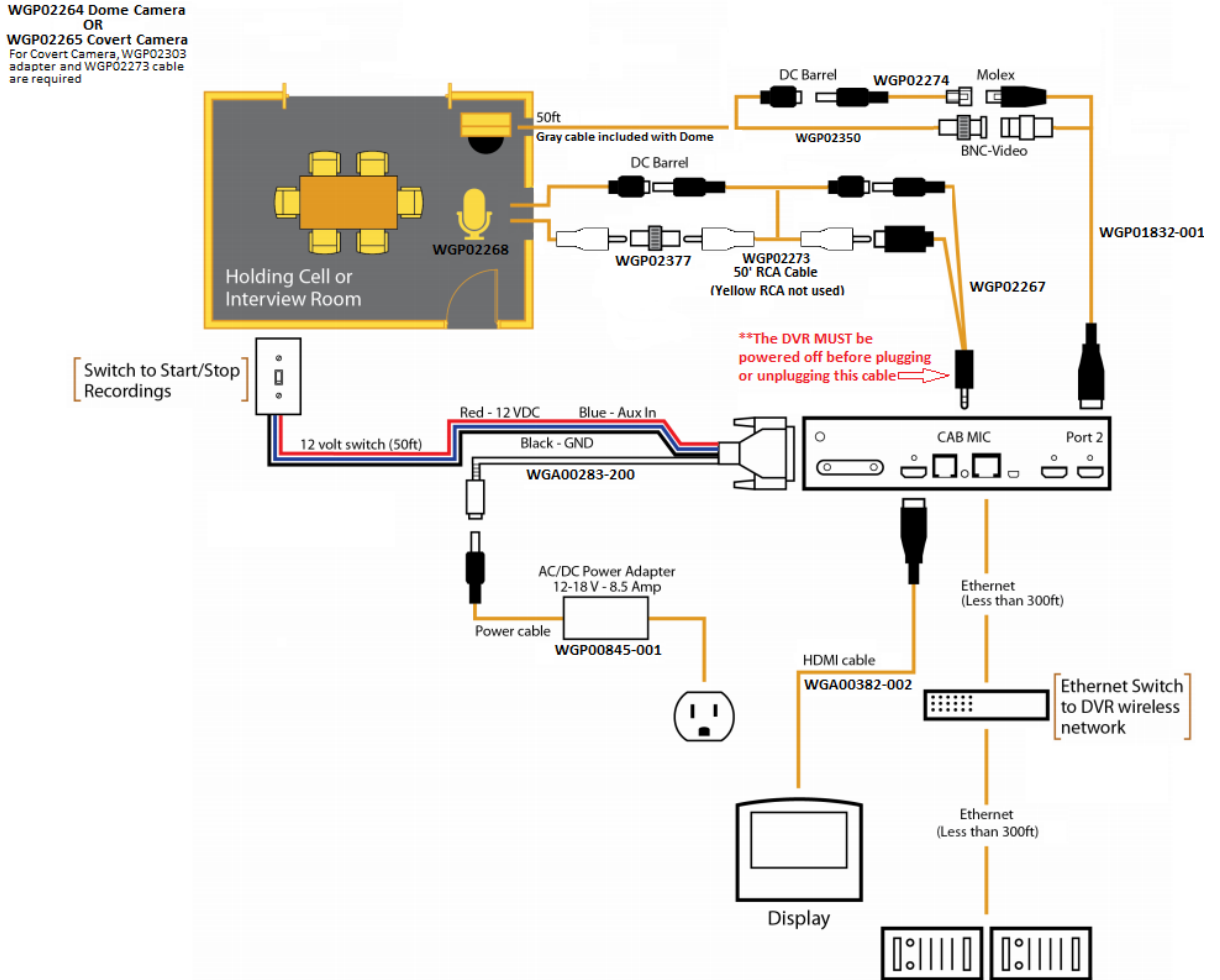 WGP02264 Dome Camera
OR
WGP02265 Covert Camera
For Covert Camera, WGP02303
adapter and WGP02273 cable
are required
DC Barrel
WGP02274
Molex
50ft
Gray cable included with Dome
WGP02350
BNC-Video
DC Barrel
WGP01832-001
WGP02268
WGP02377
WGP02273
50' RCA Cable
(Yellow RCA not used)
WGP02267
Holding Cell or
Interview Room
**The DVR MUST be
powered off before plugging
or unplugging this cable
Switch to Start/Stop
Recordings
Red - 12 VDC
Blue - Aux In
12 volt switch (50ft)
Black - GND
WGA00283-200
CAB MIC
Port 2
AC/DC Power Adapter
12-18 V - 8.5 Amp
Power cable
WGP00845-001
Ethernet
(Less than 300ft)
HDMI cable
WGA00382-002
Ethernet Switch
to DVR wireless
network
Ethernet
(Less than 300ft)
Display